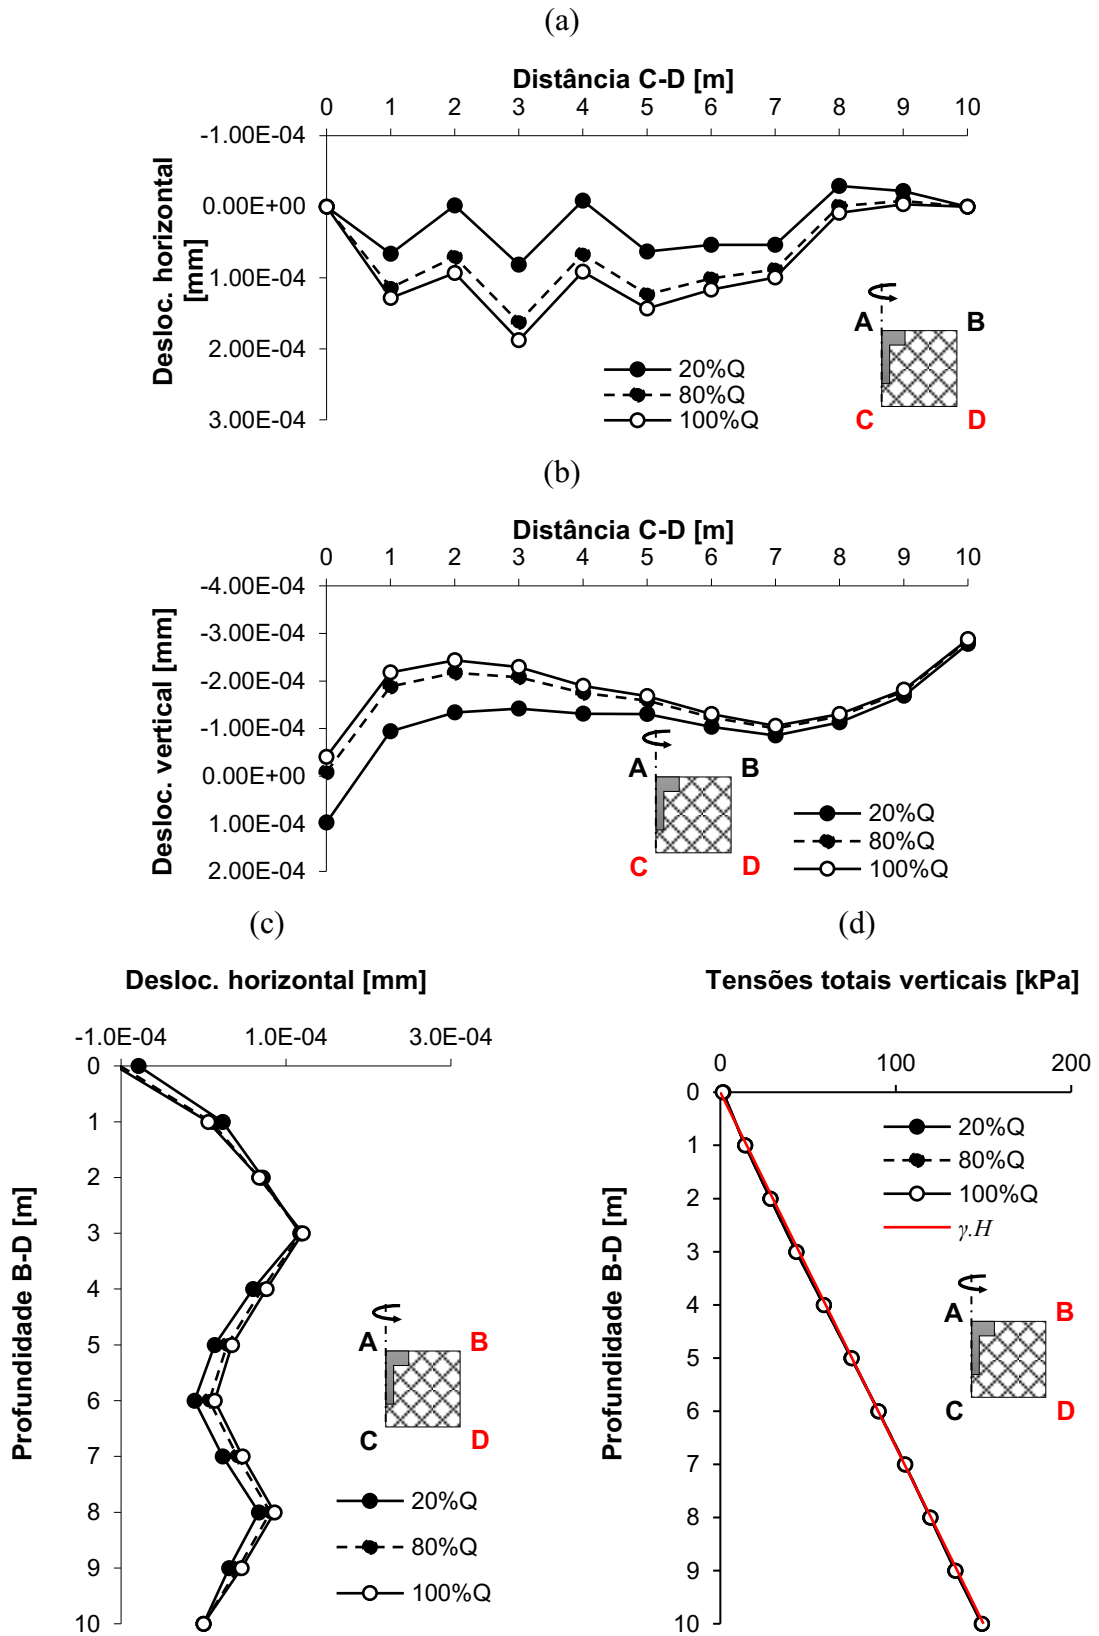 (a)
Distância C-D [m]
0 1 2 3 4 5 6 7 8 9 10
-1.00E-04
0.00E+00
1.00E-04
2.00E-04
3.00E-04
Desloc. horizontal
[mm]
20%Q
80%Q
100%Q
A B
C D
(b)
Distância C-D [m]
0 1 2 3 4 5 6 7 8 9 10
-4.00E-04
-3.00E-04
-2.00E-04
-1.00E-04
0.00E+00
1.00E-04
2.00E-04
Desloc. vertical [mm]
A B
C D
20%Q
80%Q
100%Q
(c)
Desloc. horizontal [mm]
-1.0E-04 1.0E-04 3.0E-04
0
1
2
3
4
5
6
7
8
9
10
Profundidade B-D [m]
A B
C D
20%Q
80%Q
100%Q
(d)
Tensões totais verticais [kPa]
0 100 200
0
1
2
3
4
5
6
7
8
9
10
Profundidade B-D [m]
20%Q
80%Q
100%Q
γ.H
A B
C D